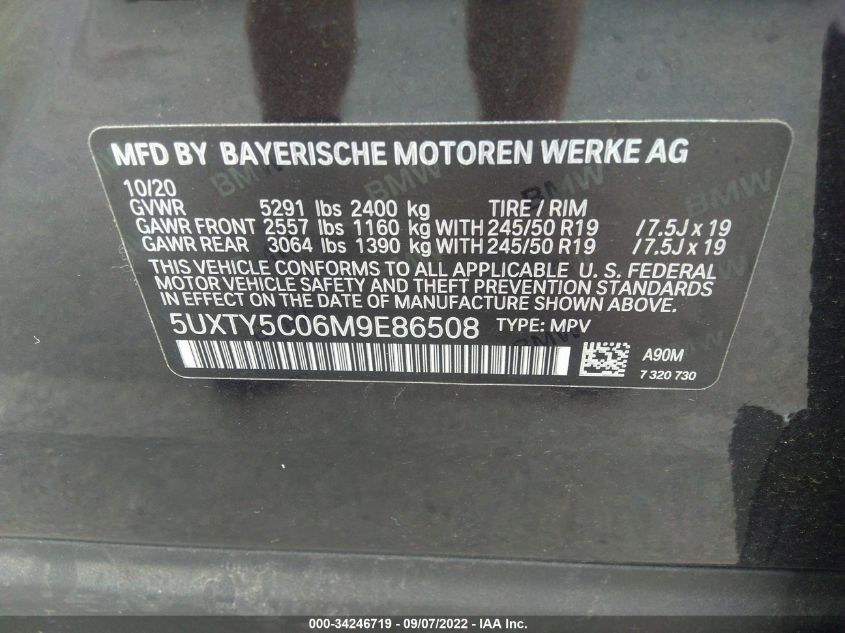 MFD BY BAYERISCHE MOTOREN WERKE AG
10/20
GVWR 5291 lbs 2400 kg TIRE / RIM
GAWR FRONT 2557 lbs 1160 kg WITH 245/50 R19 / 7.5J x 19
GAWR REAR 3064 lbs 1390 kg WITH 245/50 R19 / 7.5J x 19
THIS VEHICLE CONFORMS TO ALL APPLICABLE U. S. FEDERAL
MOTOR VEHICLE SAFETY AND THEFT PREVENTION STANDARDS
IN EFFECT ON THE DATE OF MANUFACTURE SHOWN ABOVE.
5UXTY5C06M9E86508 TYPE: MPV
A90M
7 320 730
BMW BMW BMW
000-34246719 - 09/07/2022 - IAA Inc.